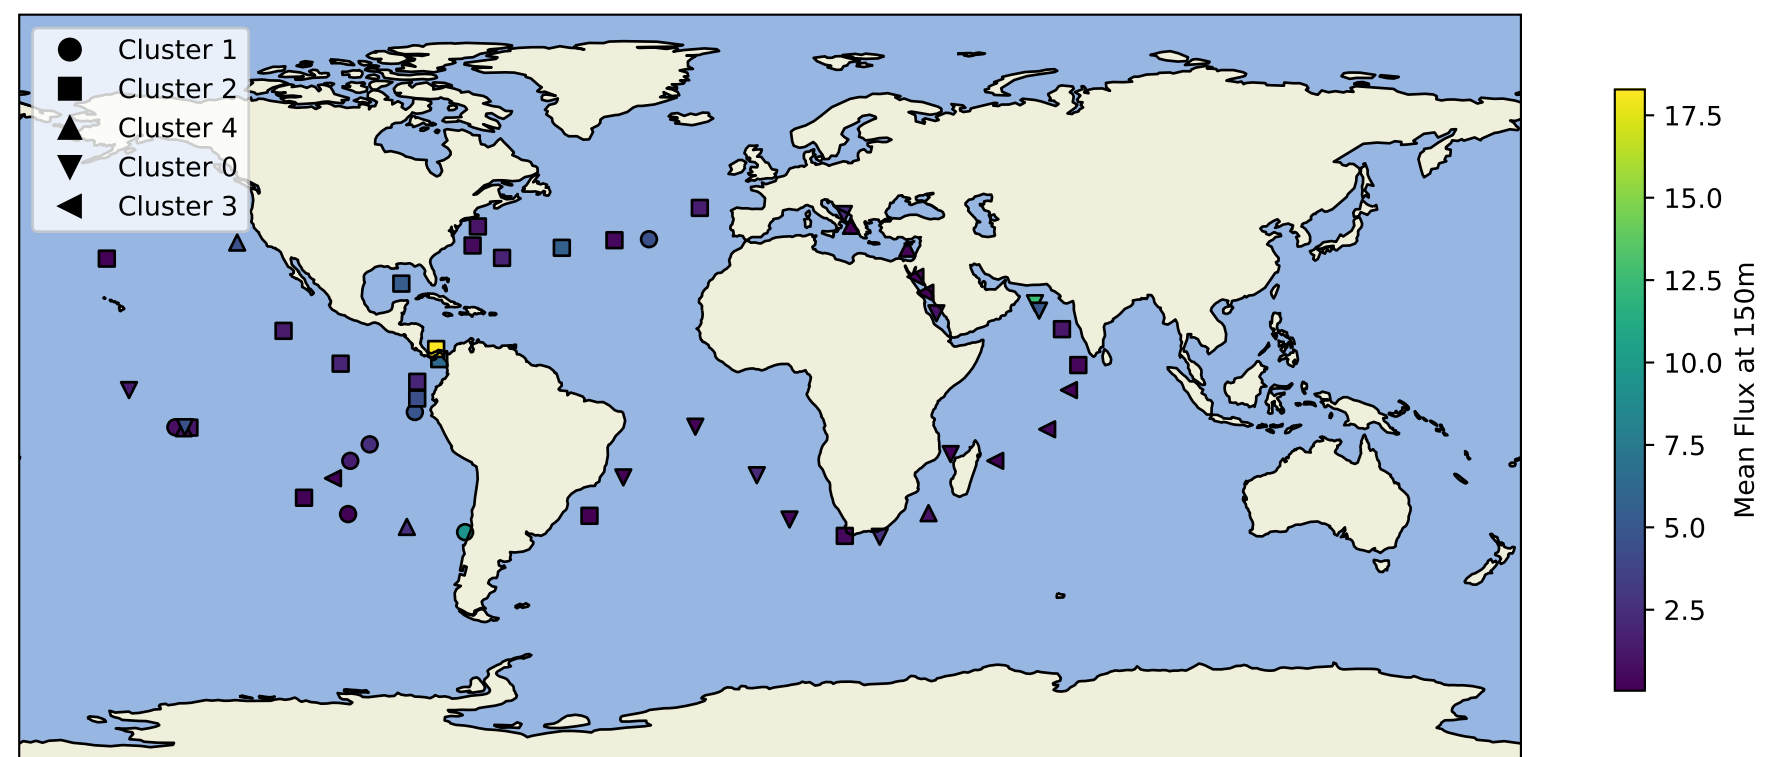 Cluster 1
Cluster 2
Cluster 4
Cluster 0
Cluster 3
17.5
15.0
12.5
10.0
7.5
5.0
2.5
Mean Flux at 150m